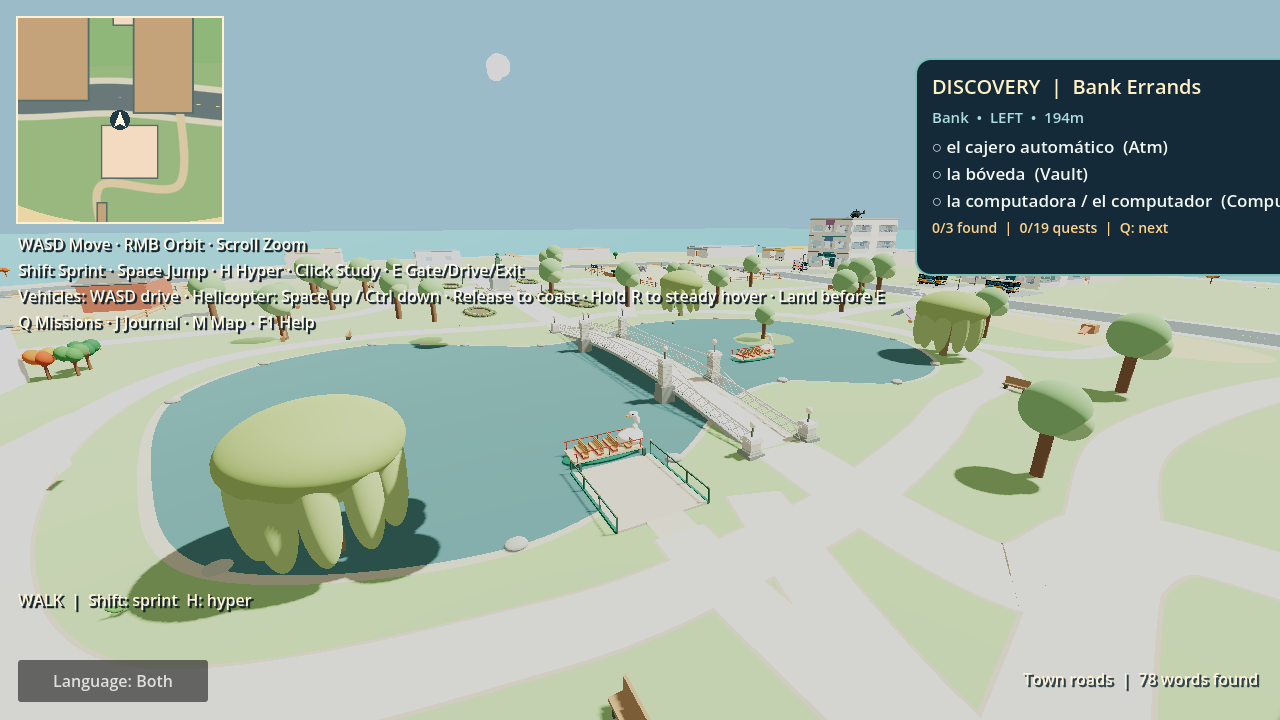 DISCOVERY | Bank Errands
Bank • LEFT • 194m
○ el cajero automático (Atm)
○ la bóveda (Vault)
○ la computadora / el computador (Compu
0/3 found | 0/19 quests | Q: next
WASD Move · RMB Orbit · Scroll Zoom
Shift Sprint · Space Jump · H Hyper · Click Study · E Gate/Drive/Exit
Vehicles: WASD drive · Helicopter: Space up / Ctrl down · Release to coast · Hold R to steady hover · Land before E
Q Missions · J Journal · M Map · F1 Help
WALK | Shift: sprint H: hyper
Language: Both
Town roads | 78 words found